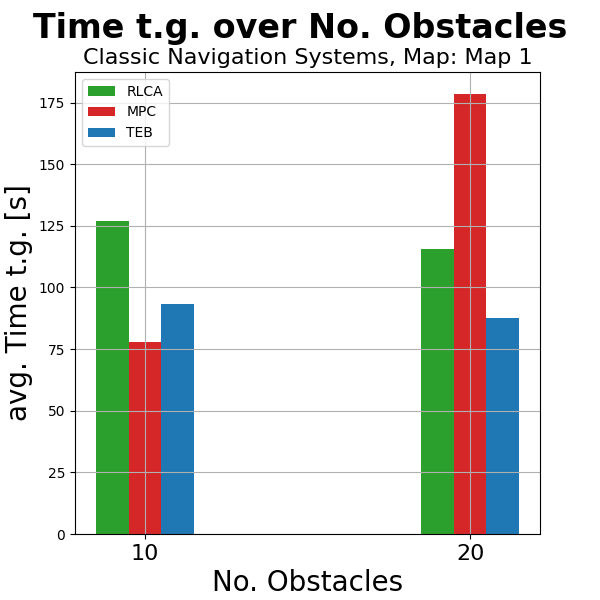 Time t.g. over No. Obstacles
Classic Navigation Systems, Map: Map 1
RLCA
MPC
TEB
avg. Time t.g. [s]
175
150
125
100
75
50
25
0
10
20
No. Obstacles